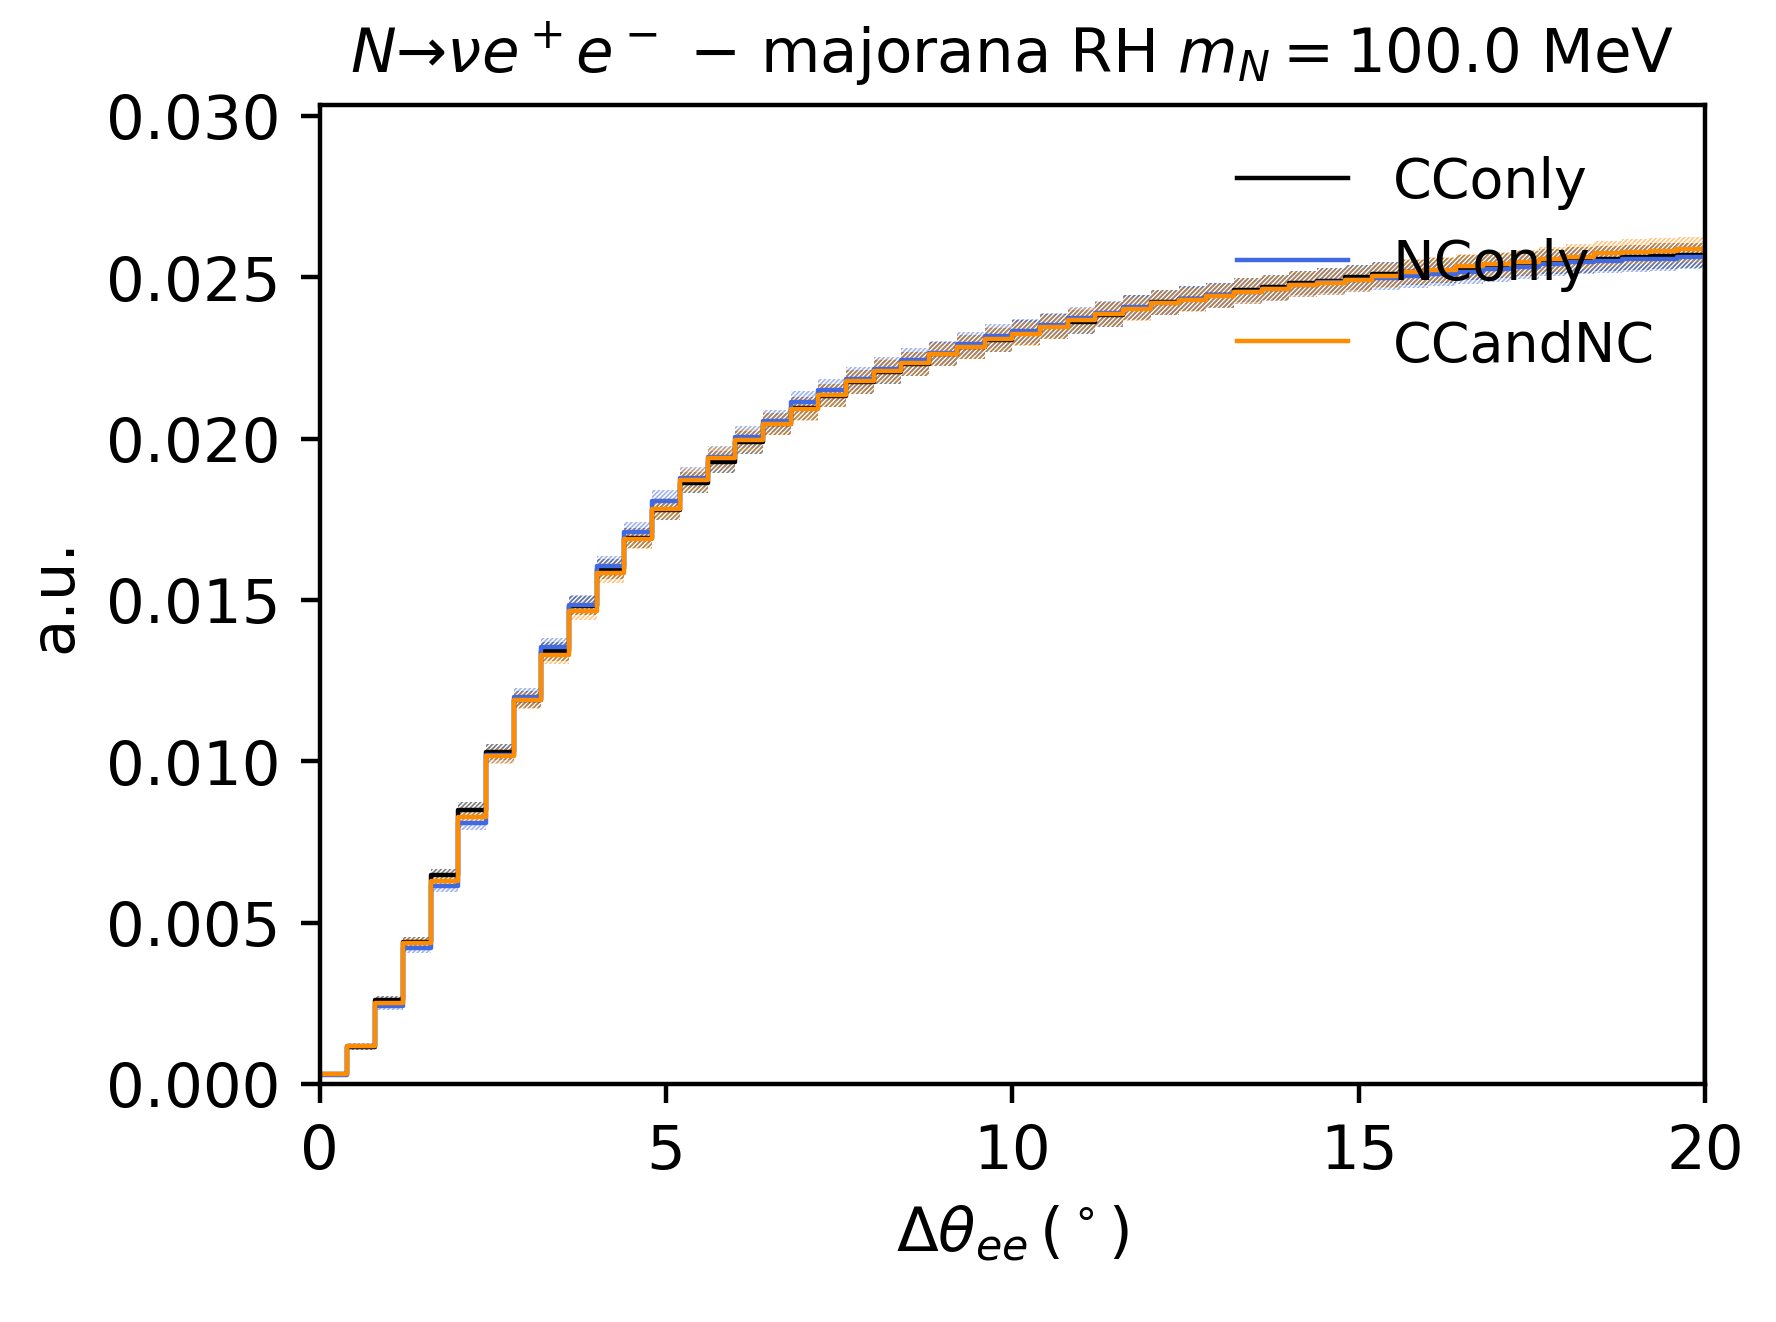 N→νe⁺e⁻ − majorana RH m_N = 100.0 MeV
0.030
0.025
0.020
0.015
0.010
0.005
0.000
a.u.
CConly
NConly
CCandNC
0 5 10 15 20
Δθ_ee (°)